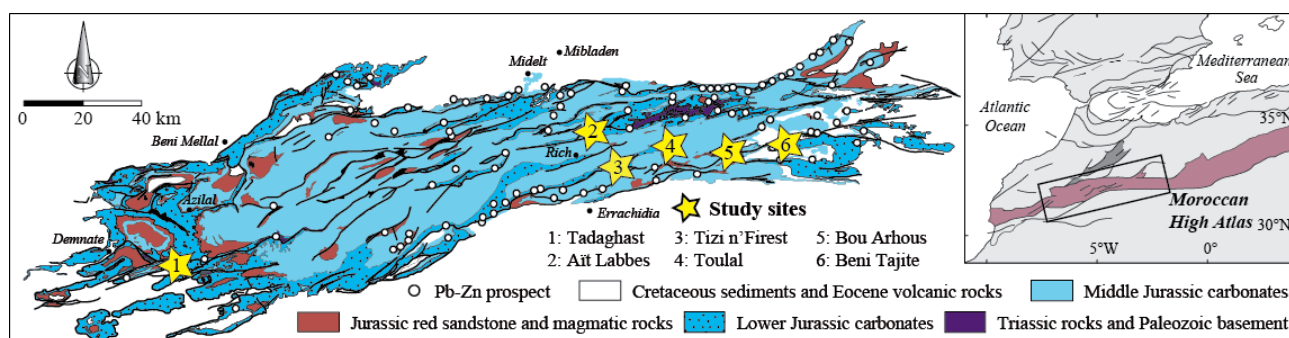 N
0 20 40 km
Midelt
Mibladen
Beni Mellal
Rich
Azilal
Errachidia
Demnate
1
2
3
4
5
6
Study sites
1: Tadaghast 3: Tizi n’Firest 5: Bou Arhous
2: Aït Labbes 4: Toulal 6: Beni Tajite
Pb-Zn prospect Cretaceous sediments and Eocene volcanic rocks Middle Jurassic carbonates
Jurassic red sandstone and magmatic rocks Lower Jurassic carbonates Triassic rocks and Paleozoic basement
Mediterranean
Sea
Atlantic
Ocean
35°N
Moroccan
High Atlas
30°N
5°W 0°